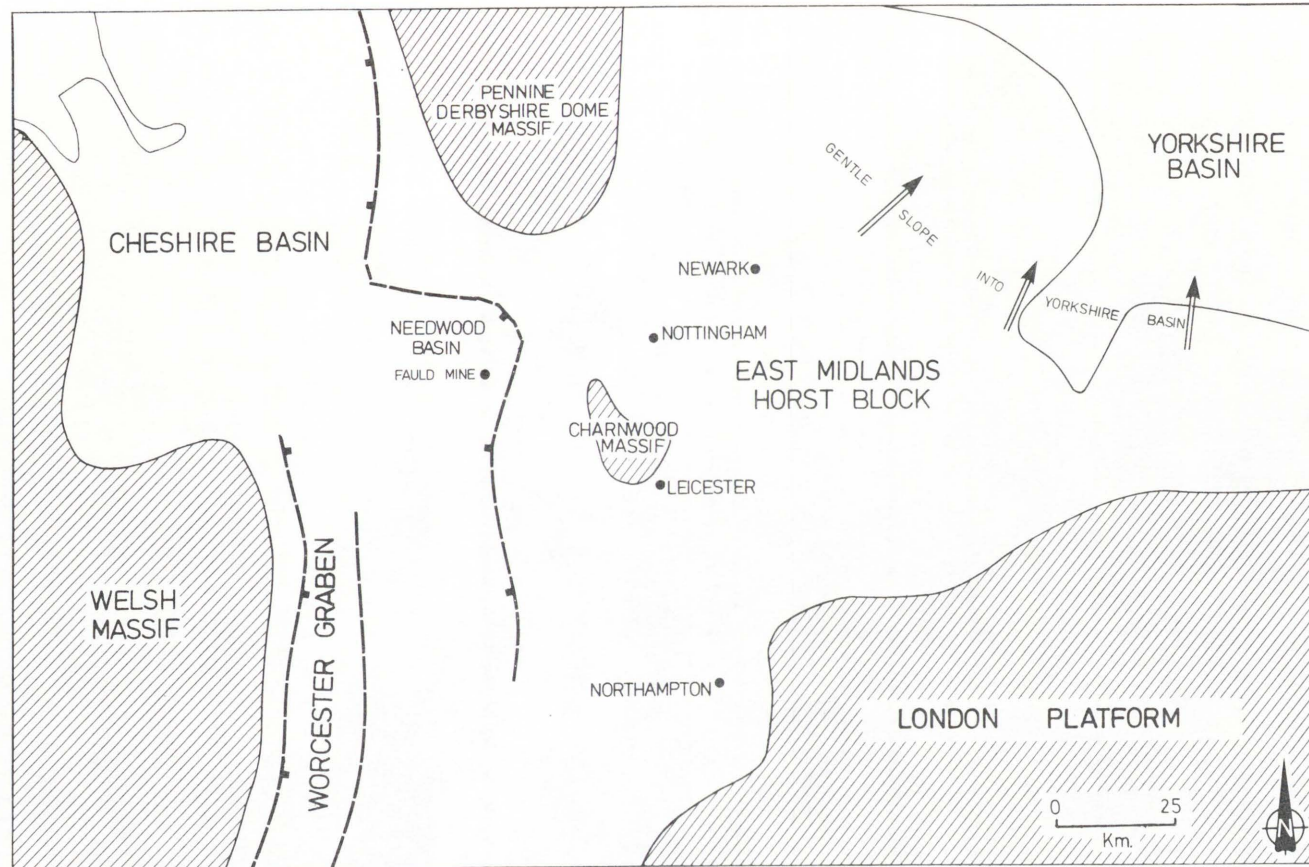 PENNINE
DERBYSHIRE DOME
MASSIF
YORKSHIRE
BASIN
GENTLE
SLOPE
INTO
YORKSHIRE
BASIN
CHESHIRE BASIN
NEWARK
NEEDWOOD
BASIN
FAULD MINE
NOTTINGHAM
EAST MIDLANDS
HORST BLOCK
CHARNWOOD
MASSIF
LEICESTER
WELSH
MASSIF
WORCESTER GRABEN
NORTHAMPTON
LONDON PLATFORM
0 25
Km.
N